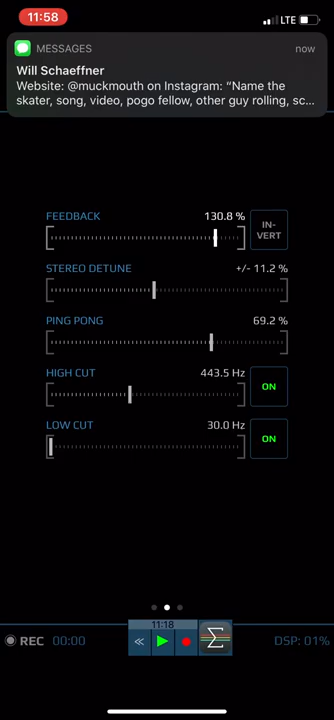 11:58
LTE
MESSAGES
now
Will Schaeffner
Website: @muckmouth on Instagram: “Name the
skater, song, video, pogo fellow, other guy rolling, sc...
FEEDBACK
130.8 %
IN-
VERT
STEREO DETUNE
+/- 11.2 %
PING PONG
69.2 %
HIGH CUT
443.5 Hz
ON
LOW CUT
30.0 Hz
ON
11:18
REC 00:00
Σ
DSP: 01%